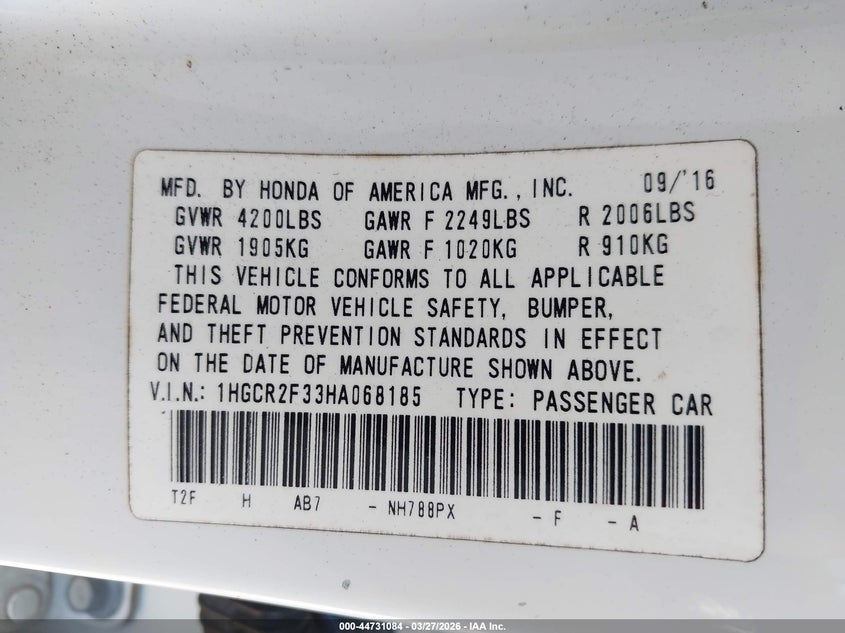 MFD. BY HONDA OF AMERICA MFG., INC. 09/'16
GVWR 4200LBS GAWR F 2249LBS R 2006LBS
GVWR 1905KG GAWR F 1020KG R 910KG
THIS VEHICLE CONFORMS TO ALL APPLICABLE
FEDERAL MOTOR VEHICLE SAFETY, BUMPER,
AND THEFT PREVENTION STANDARDS IN EFFECT
ON THE DATE OF MANUFACTURE SHOWN ABOVE.
V.I.N.: 1HGCR2F33HA068185 TYPE: PASSENGER CAR
T2F H AB7 - NH788PX - F - A
000-44731084 - 03/27/2026 - IAA Inc.